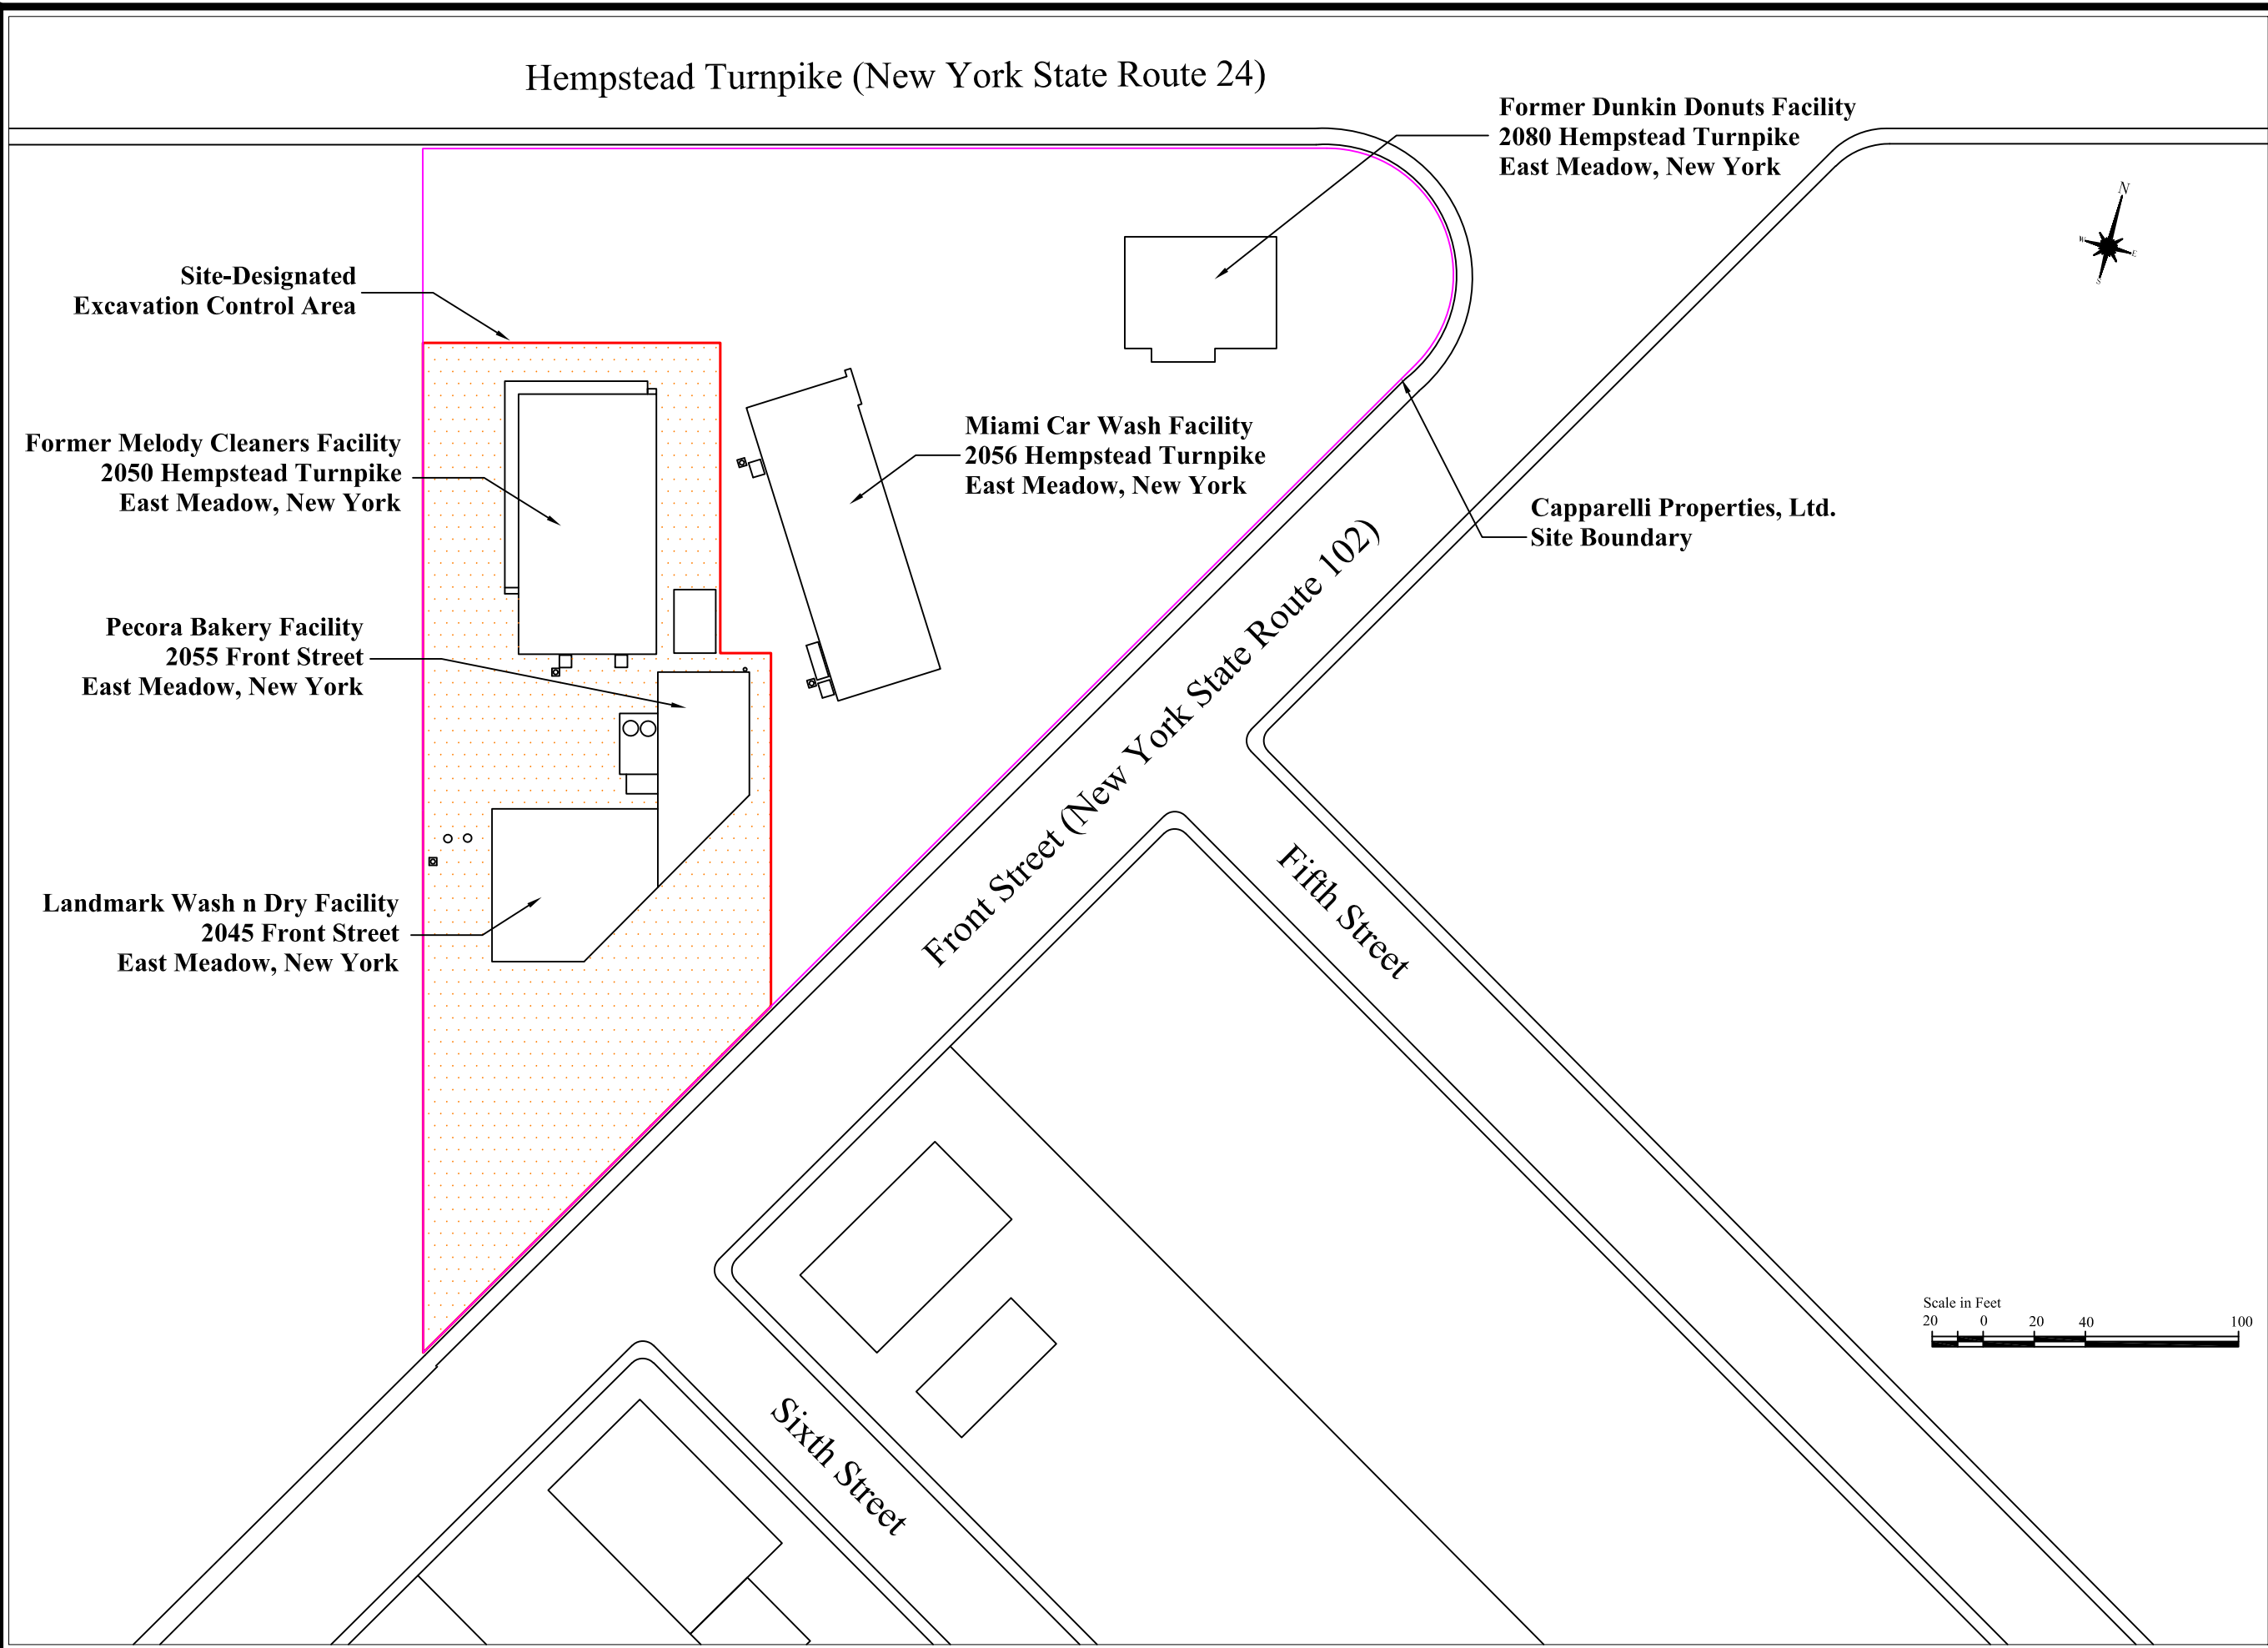 Hempstead Turnpike (New York State Route 24)
Former Dunkin Donuts Facility
2080 Hempstead Turnpike
East Meadow, New York
N
W
E
S
Site-Designated
Excavation Control Area
Former Melody Cleaners Facility
2050 Hempstead Turnpike
East Meadow, New York
Miami Car Wash Facility
2056 Hempstead Turnpike
East Meadow, New York
Capparelli Properties, Ltd.
Site Boundary
Pecora Bakery Facility
2055 Front Street
East Meadow, New York
Front Street (New York State Route 102)
Fifth Street
Landmark Wash n Dry Facility
2045 Front Street
East Meadow, New York
Sixth Street
Scale in Feet
20 0 20 40 100